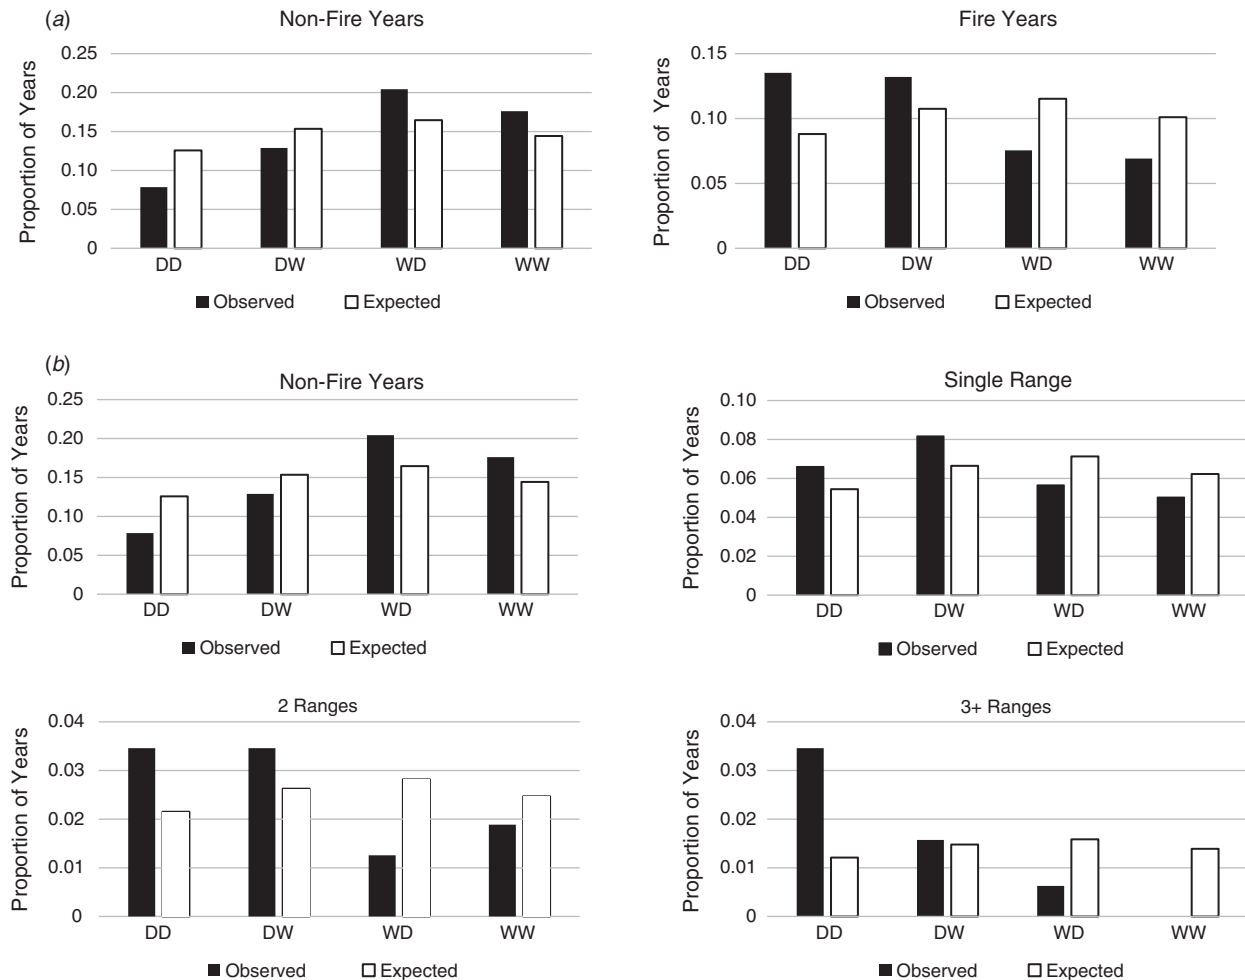 (a)
Non-Fire Years
Fire Years
Proportion of Years
0.25
0.20
0.15
0.10
0.05
0
DD DW WD WW
Observed Expected
Proportion of Years
0.15
0.10
0.05
0
DD DW WD WW
Observed Expected
(b)
Non-Fire Years
Proportion of Years
0.25
0.20
0.15
0.10
0.05
0
DD DW WD WW
Observed Expected
Single Range
Proportion of Years
0.10
0.08
0.06
0.04
0.02
0
DD DW WD WW
Observed Expected
2 Ranges
Proportion of Years
0.04
0.03
0.02
0.01
0
DD DW WD WW
Observed Expected
3+ Ranges
Proportion of Years
0.04
0.03
0.02
0.01
0
DD DW WD WW
Observed Expected